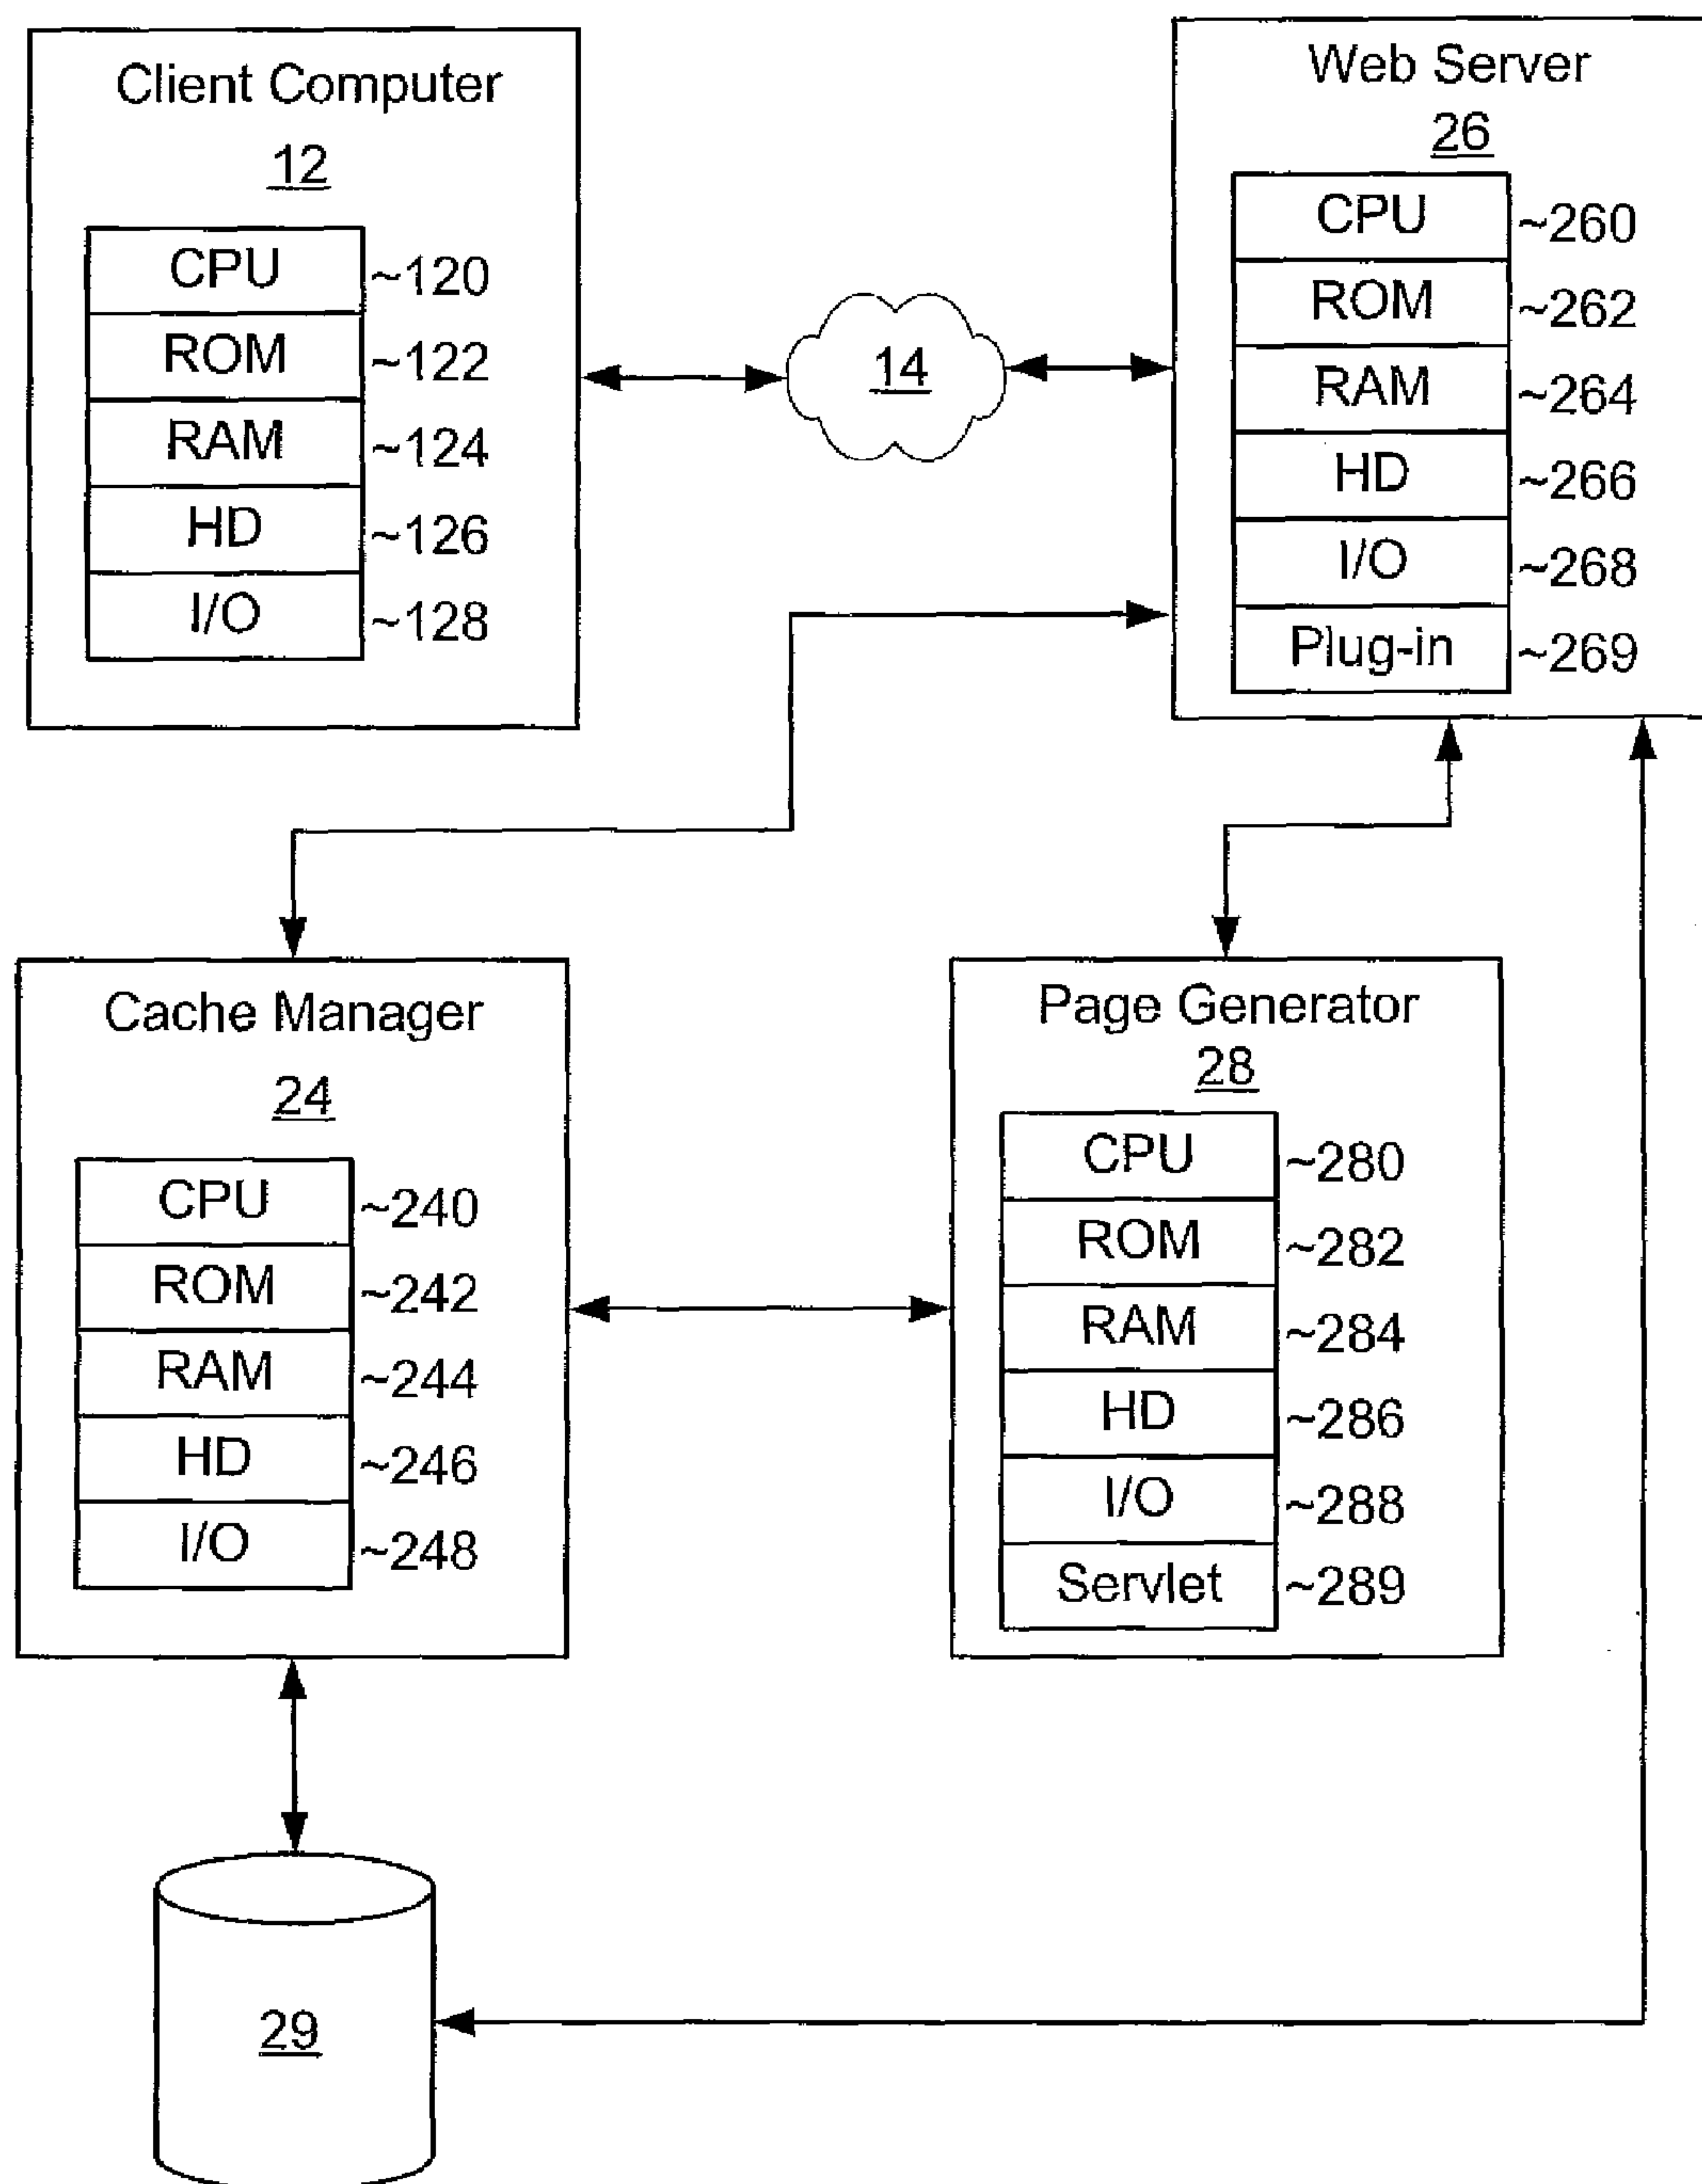 Client Computer
12
CPU ~120
ROM ~122
RAM ~124
HD ~126
I/O ~128
14
Web Server
26
CPU ~260
ROM ~262
RAM ~264
HD ~266
I/O ~268
Plug-in ~269
Cache Manager
24
CPU ~240
ROM ~242
RAM ~244
HD ~246
I/O ~248
Page Generator
28
CPU ~280
ROM ~282
RAM ~284
HD ~286
I/O ~288
Servlet ~289
29